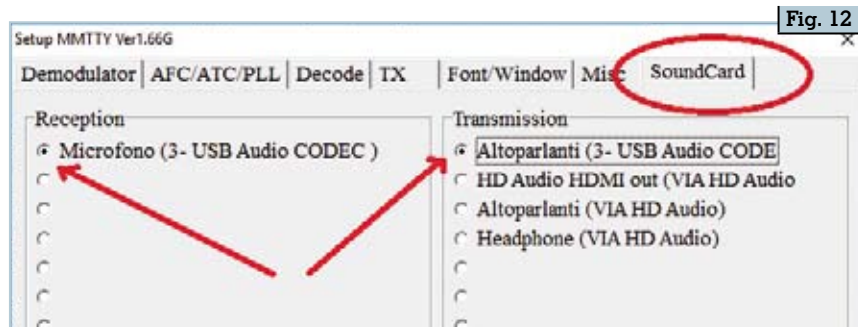 Fig. 12
Setup MMTTY Ver1.66G
Demodulator AFC/ATC/PLL Decode TX Font/Window Misc SoundCard
Reception
Microfono (3- USB Audio CODEC )
Transmission
Altoparlanti (3- USB Audio CODE
HD Audio HDMI out (VIA HD Audio
Altoparlanti (VIA HD Audio)
Headphone (VIA HD Audio)